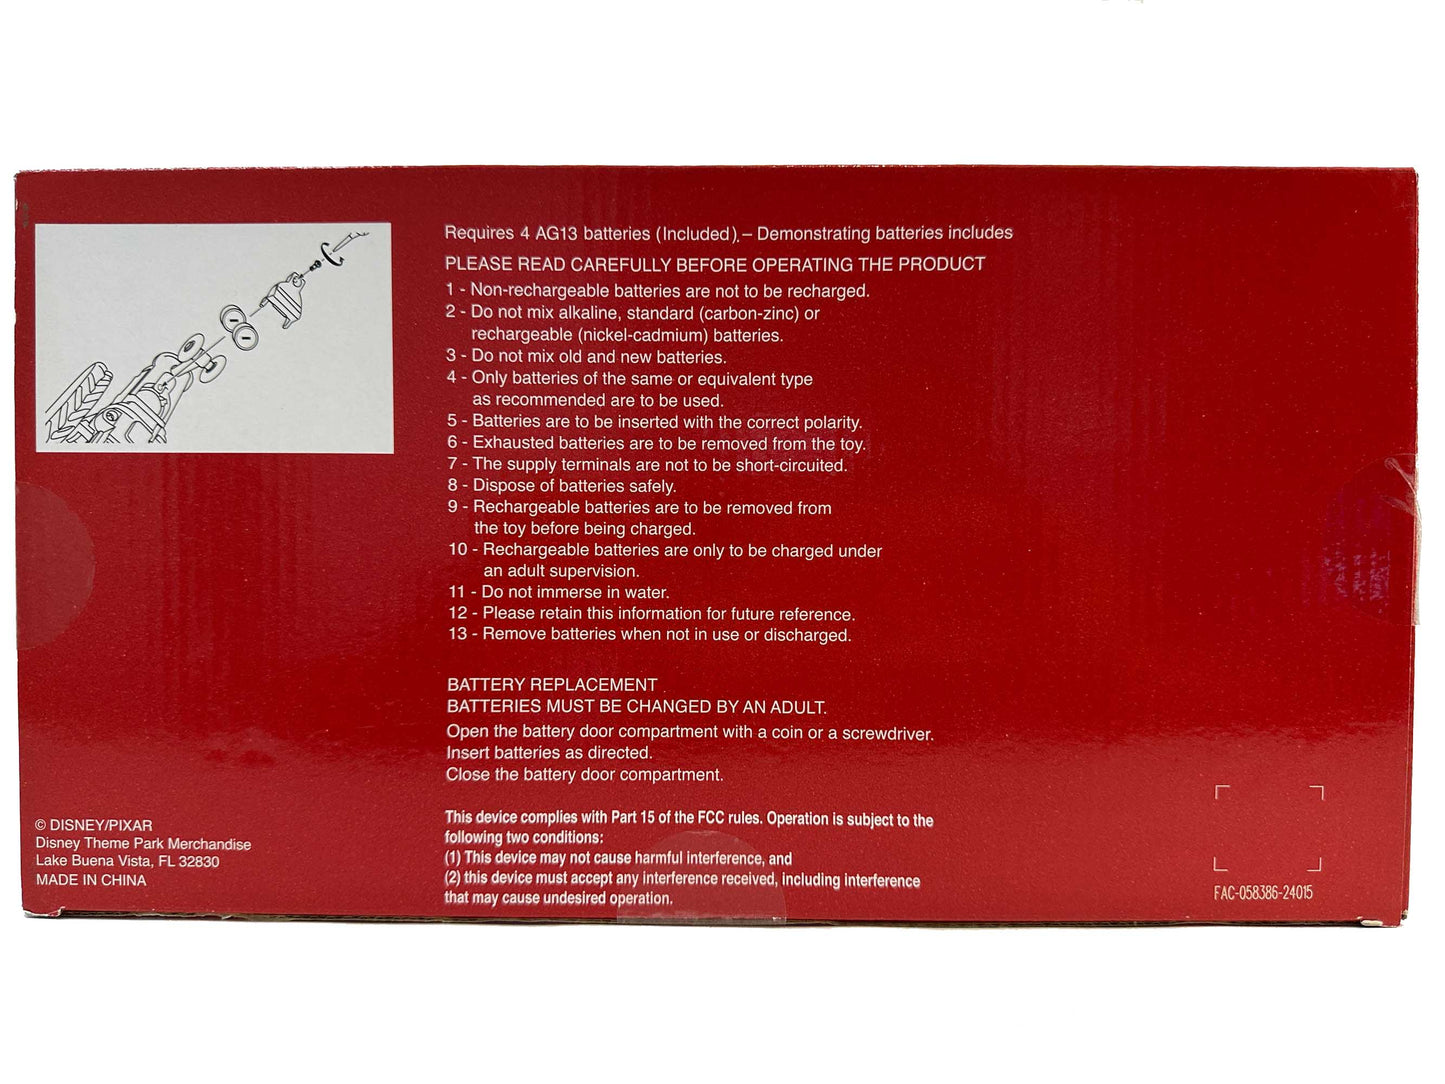 Requires 4 AG13 batteries (Included). – Demonstrating batteries includes
PLEASE READ CAREFULLY BEFORE OPERATING THE PRODUCT
1 - Non-rechargeable batteries are not to be recharged.
2 - Do not mix alkaline, standard (carbon-zinc) or
rechargeable (nickel-cadmium) batteries.
3 - Do not mix old and new batteries.
4 - Only batteries of the same or equivalent type
as recommended are to be used.
5 - Batteries are to be inserted with the correct polarity.
6 - Exhausted batteries are to be removed from the toy.
7 - The supply terminals are not to be short-circuited.
8 - Dispose of batteries safely.
9 - Rechargeable batteries are to be removed from
the toy before being charged.
10 - Rechargeable batteries are only to be charged under
an adult supervision.
11 - Do not immerse in water.
12 - Please retain this information for future reference.
13 - Remove batteries when not in use or discharged.
BATTERY REPLACEMENT
BATTERIES MUST BE CHANGED BY AN ADULT.
Open the battery door compartment with a coin or a screwdriver.
Insert batteries as directed.
Close the battery door compartment.
This device complies with Part 15 of the FCC rules. Operation is subject to the
following two conditions:
(1) This device may not cause harmful interference, and
(2) this device must accept any interference received, including interference
that may cause undesired operation.
© DISNEY/PIXAR
Disney Theme Park Merchandise
Lake Buena Vista, FL 32830
MADE IN CHINA
FAC-058386-24015